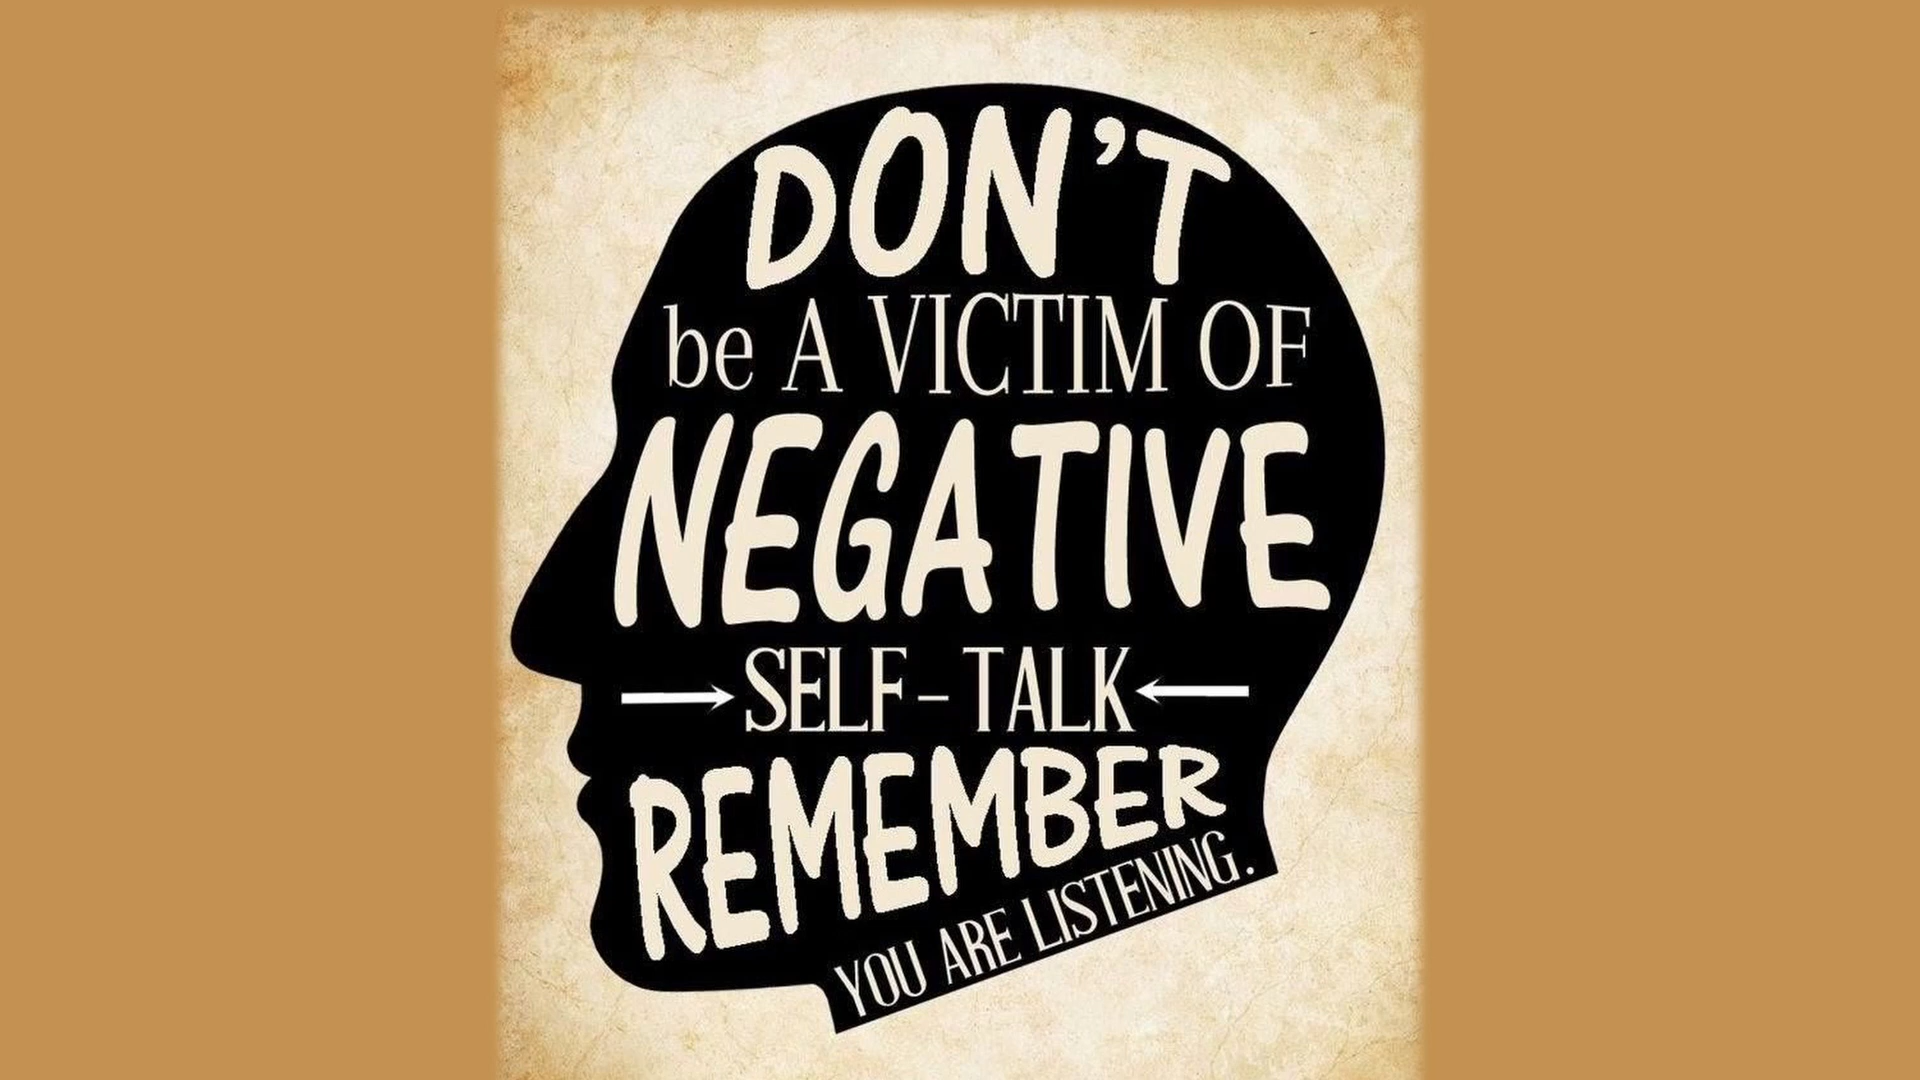 DON'T
be A VICTIM OF
NEGATIVE
SELF-TALK
REMEMBER
YOU ARE LISTENING.